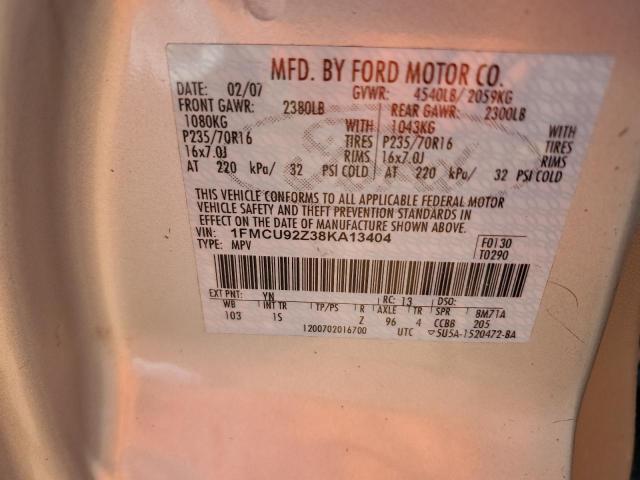 MFD. BY FORD MOTOR CO.
DATE: 02/07 GVWR: 4540LB/ 2059KG
FRONT GAWR: 2380LB REAR GAWR: 2300LB
1080KG WITH 1043KG WITH
P235/70R16 TIRES P235/70R16 TIRES
16x7.0J RIMS 16x7.0J RIMS
AT 220 kPa/ 32 PSI COLD AT 220 kPa/ 32 PSI COLD
THIS VEHICLE CONFORMS TO ALL APPLICABLE FEDERAL MOTOR
VEHICLE SAFETY AND THEFT PREVENTION STANDARDS IN
EFFECT ON THE DATE OF MANUFACTURE SHOWN ABOVE.
VIN: 1FMCU92Z38KA13404 F0130
TYPE: MPV T0290
EXT PNT: YN RC: 13 DSO:
WB INT TR TP/PS R AXLE TR SPR BM71A
103 1S Z 96 4 CCBB 205
1200702016700 UTC ▽5U5A-1520472-BA